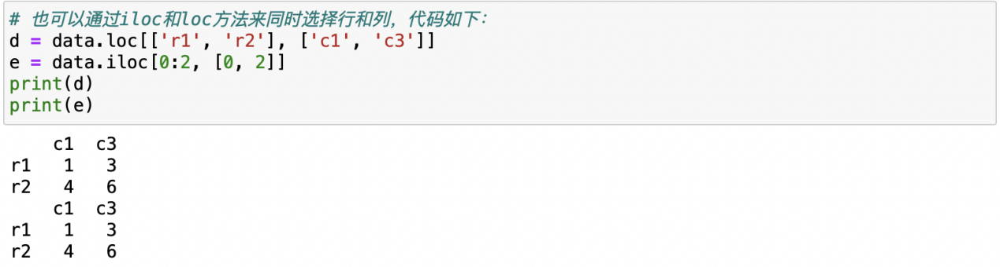 # 也可以通过iloc和loc方法来同时选择行和列，代码如下：
d = data.loc[['r1', 'r2'], ['c1', 'c3']]
e = data.iloc[0:2, [0, 2]]
print(d)
print(e)
    c1  c3
r1   1   3
r2   4   6
    c1  c3
r1   1   3
r2   4   6